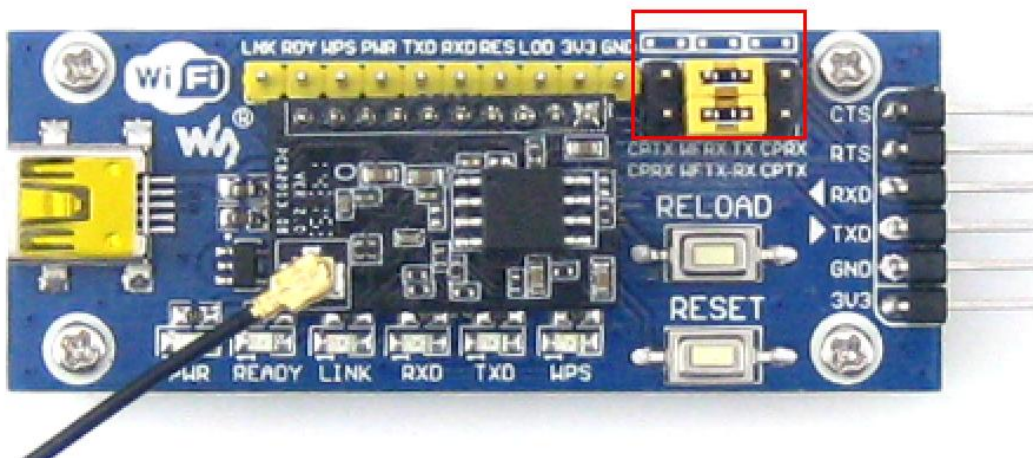 LNK RDY WPS PWR TXD RXD RES LOD 3V3 GND
WiFi
CPTX WFRX TX CPRX
CPRX WFTX-RX CPTX
CTS
RTS
RXD
TXD
GND
3V3
RELOAD
RESET
PWR READY LINK RXD TXD WPS